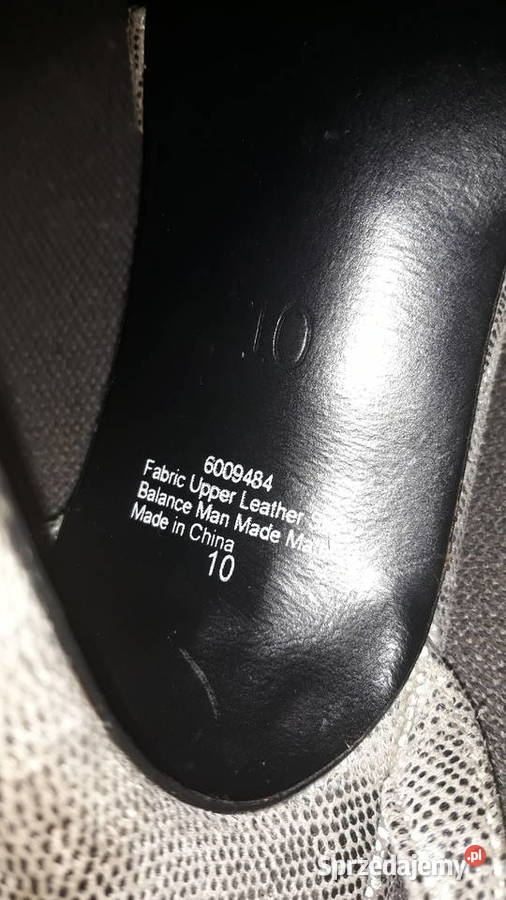 10
6009484
Fabric Upper Leather
Balance Man Made
Made in China
10
Sprzedajemy.pl